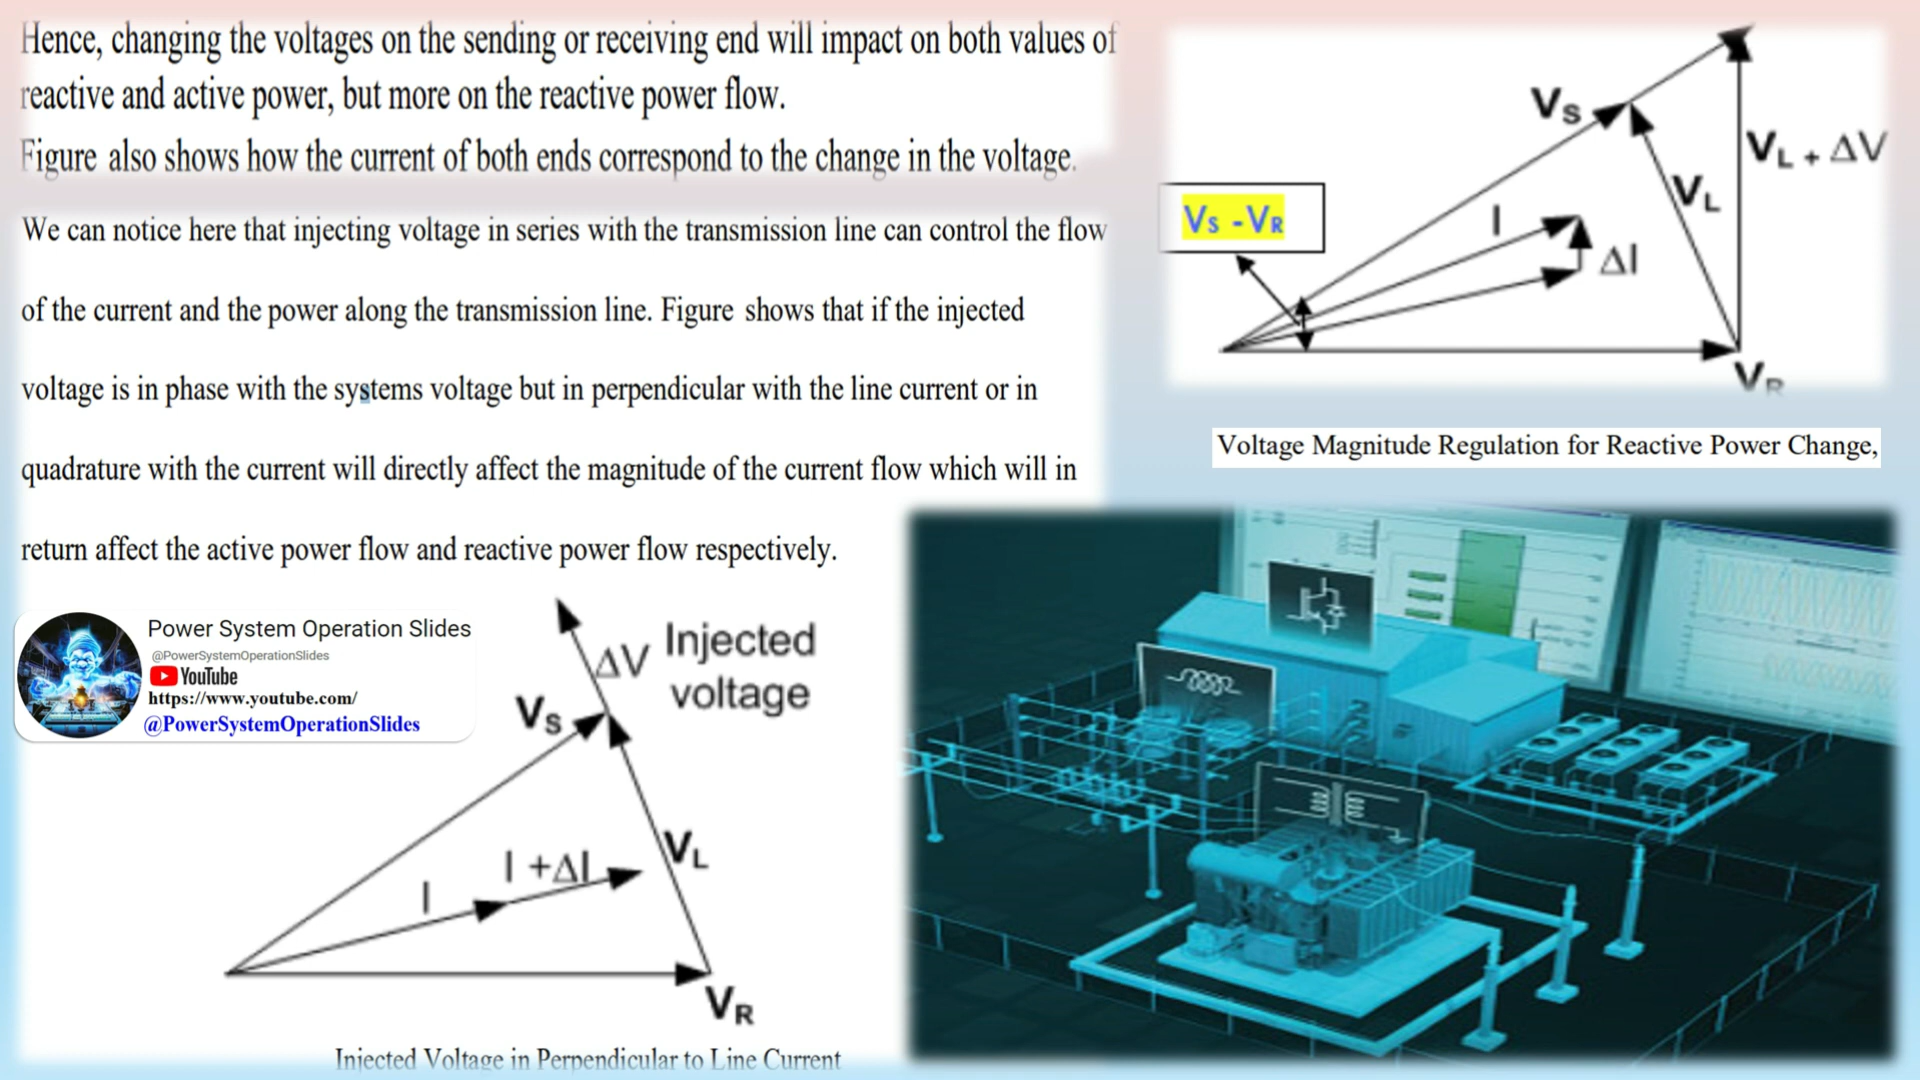 Hence, changing the voltages on the sending or receiving end will impact on both values of
reactive and active power, but more on the reactive power flow.
Figure also shows how the current of both ends correspond to the change in the voltage.
We can notice here that injecting voltage in series with the transmission line can control the flow
of the current and the power along the transmission line. Figure shows that if the injected
voltage is in phase with the systems voltage but in perpendicular with the line current or in
quadrature with the current will directly affect the magnitude of the current flow which will in
return affect the active power flow and reactive power flow respectively.
Power System Operation Slides
@PowerSystemOperationSlides
YouTube
https://www.youtube.com/
@PowerSystemOperationSlides
ΔV Injected
voltage
VS
VL
I + ΔI
I
VR
Injected Voltage in Perpendicular to Line Current
VS
VL + ΔV
VL
VS - VR
I
ΔI
VR
Voltage Magnitude Regulation for Reactive Power Change,